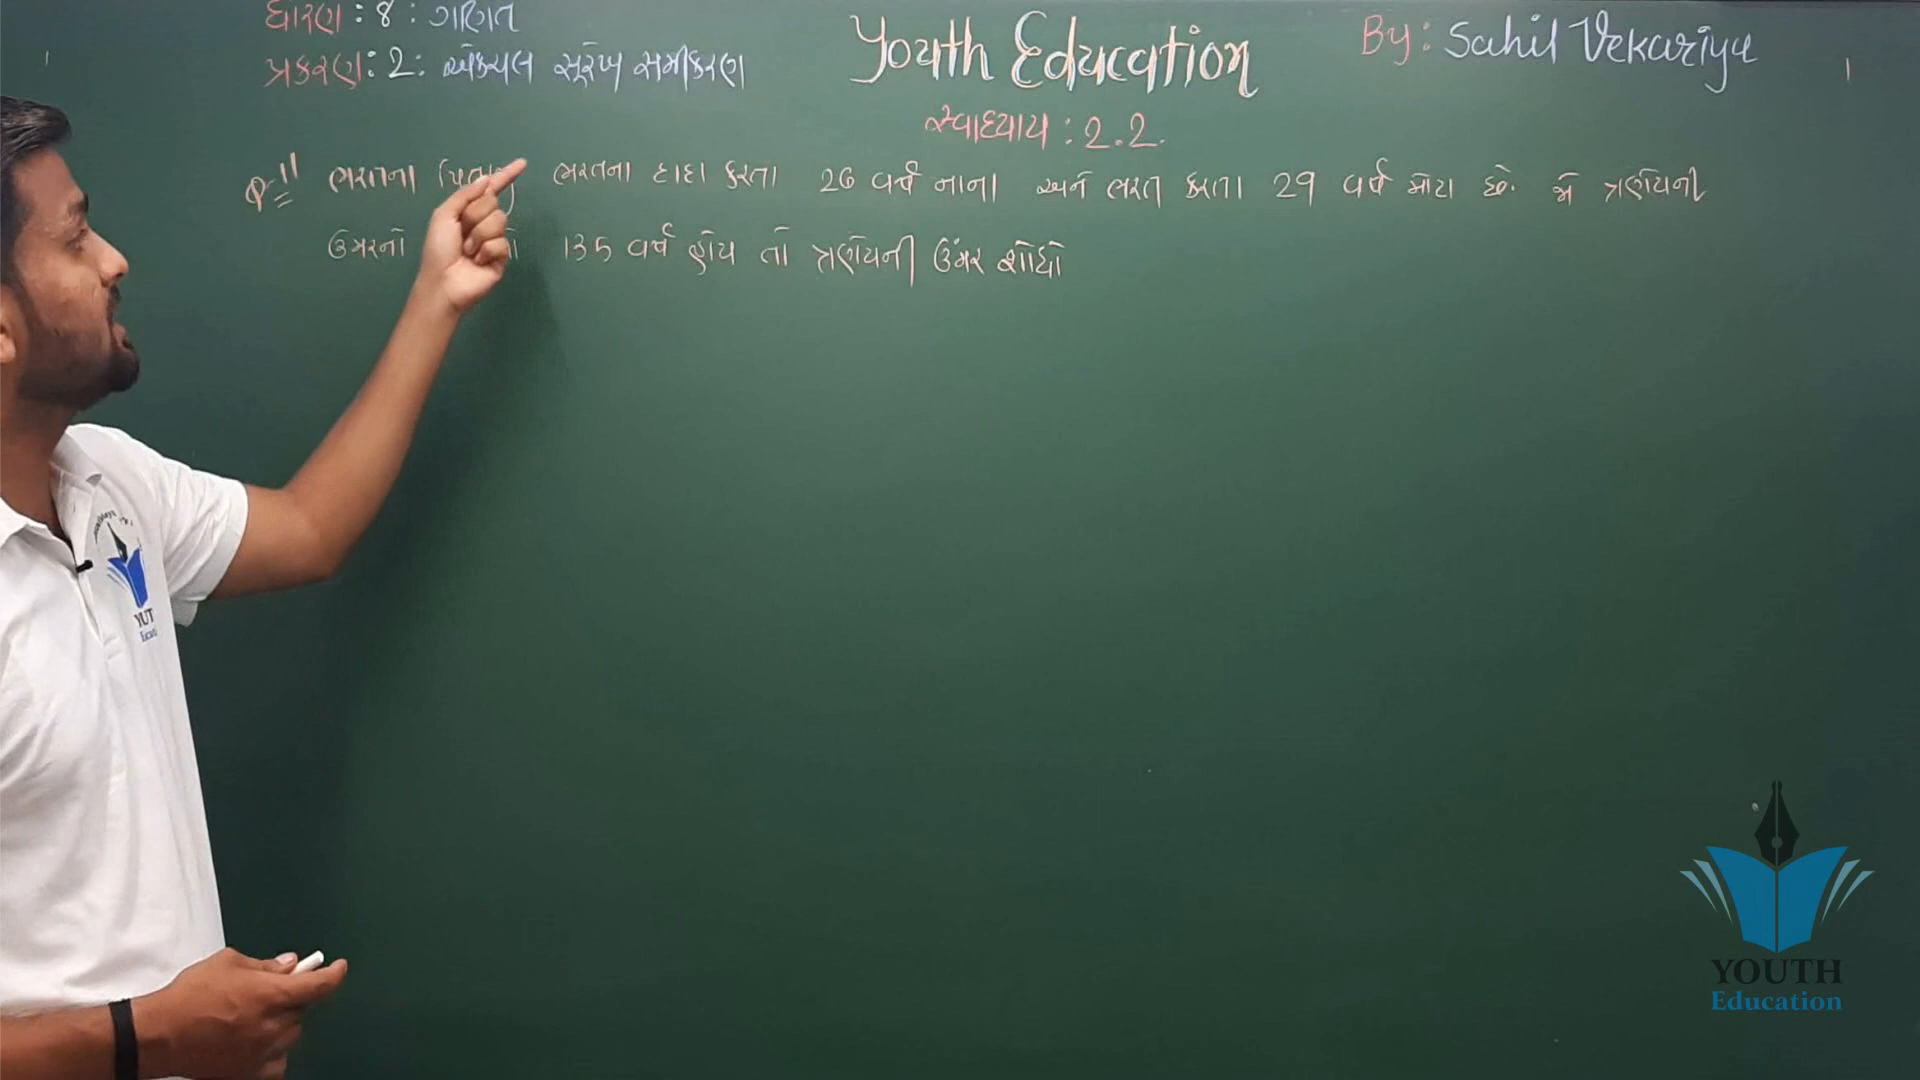 ધોરણ : 8 : ગણિત
પ્રકરણ : 2 : એકચલ સૂરેખ સમીકરણ
Youth Education
By : Sahil Vekariya
સ્વાધ્યાય : 2.2.
Q-11 ભરતના ભરતના દાદા કરતા 26 વર્ષ નાના અને ભરત કરતા 29 વર્ષ મોટા છે. એ ત્રણેયની
ઉંમરનો 135 વર્ષ હોય તો ત્રણેયની ઉંમર શોધો
YOUTH
Education